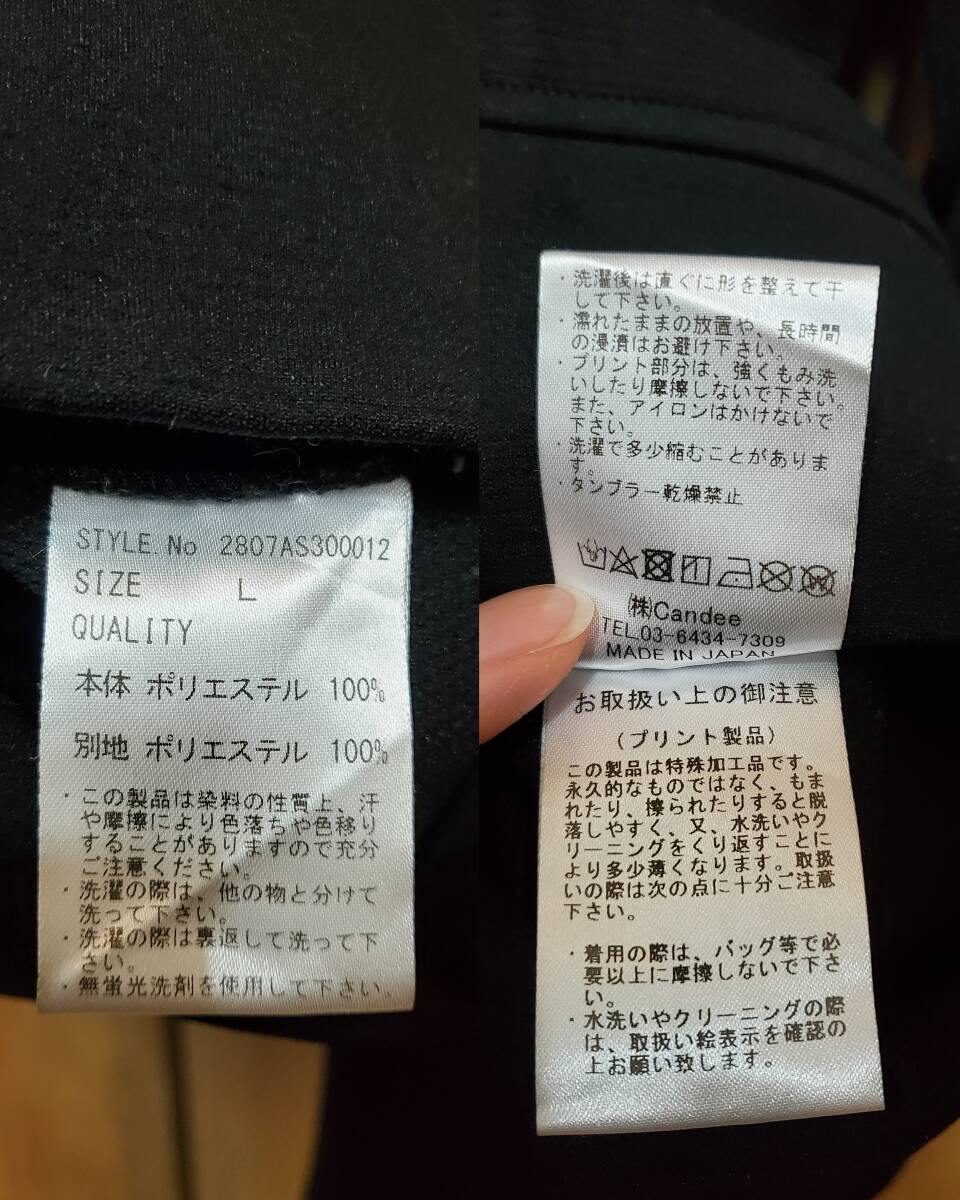 STYLE.No 2807AS300012
SIZE L
QUALITY
本体 ポリエステル 100%
別地 ポリエステル 100%
・この製品は染料の性質上、汗
や摩擦により色落ちや色移り
することがありますので充分
ご注意ください。
・洗濯の際は、他の物と分けて
洗って下さい。
・洗濯の際は裏返して洗って下
さい。
・無蛍光洗剤を使用して下さい。
・洗濯後は直ぐに形を整えて干
して下さい。
・濡れたままの放置や、長時間
の浸漬はお避け下さい。
・プリント部分は、強くもみ洗
いしたり摩擦しないで下さい。
また、アイロンはかけないで
下さい。
・洗濯で多少縮むことがありま
す。
・タンブラー乾燥禁止
㈱Candee
TEL.03-6434-7309
MADE IN JAPAN
お取扱い上の御注意
(プリント製品)
この製品は特殊加工品です。
永久的なものではなく、もま
れたり、擦られたりすると脱
落しやすく、又、水洗いやク
リーニングをくり返すことに
より多少薄くなります。取扱
いの際は次の点に十分ご注意
下さい。
・着用の際は、バッグ等で必
要以上に摩擦しないで下さ
い。
・水洗いやクリーニングの際
は、取扱い絵表示を確認の
上お願い致します。